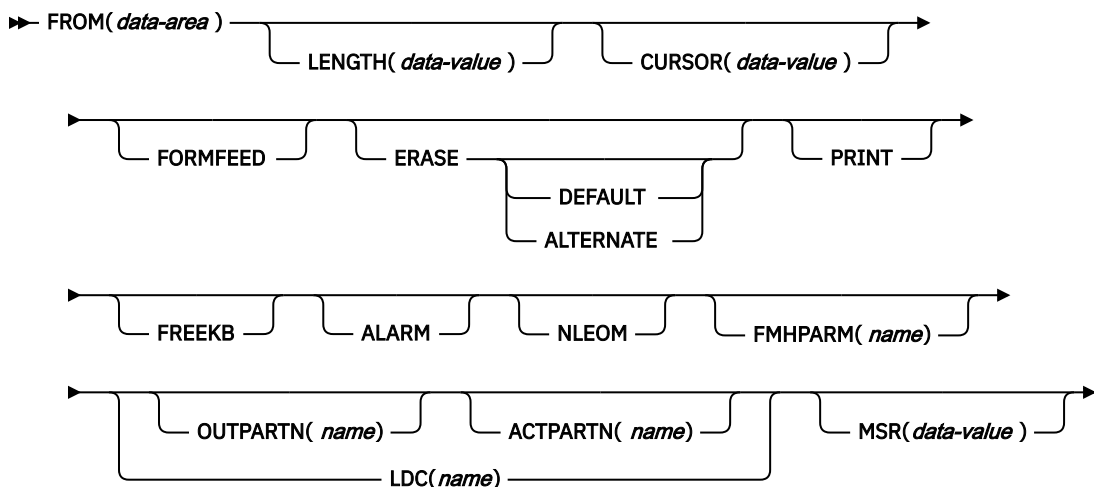 FROM( data-area )
LENGTH( data-value )
CURSOR( data-value )
FORMFEED
ERASE
DEFAULT
ALTERNATE
PRINT
FREEKB
ALARM
NLEOM
FMHPARM( name)
OUTPARTN( name)
ACTPARTN( name)
LDC(name)
MSR(data-value )